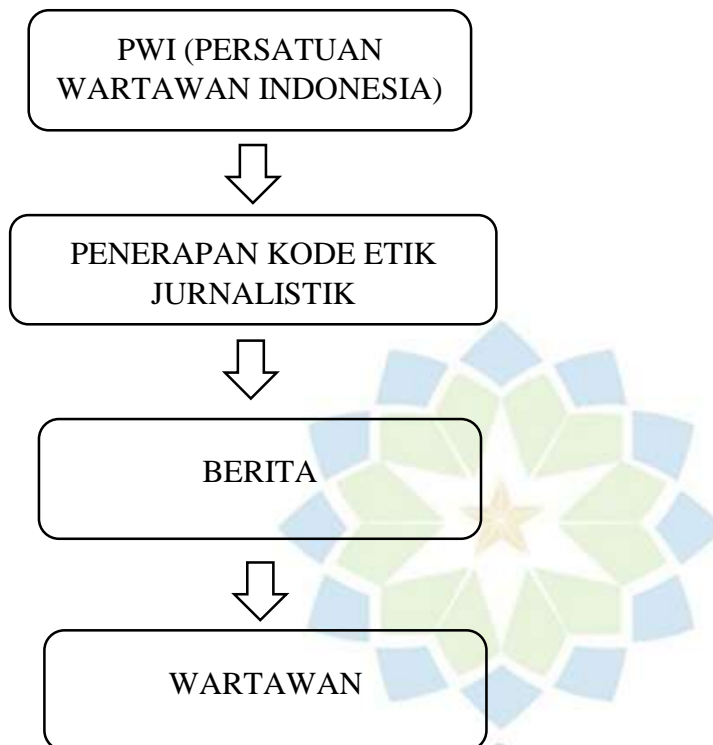 PWI (PERSATUAN
WARTAWAN INDONESIA)
PENERAPAN KODE ETIK
JURNALISTIK
BERITA
WARTAWAN